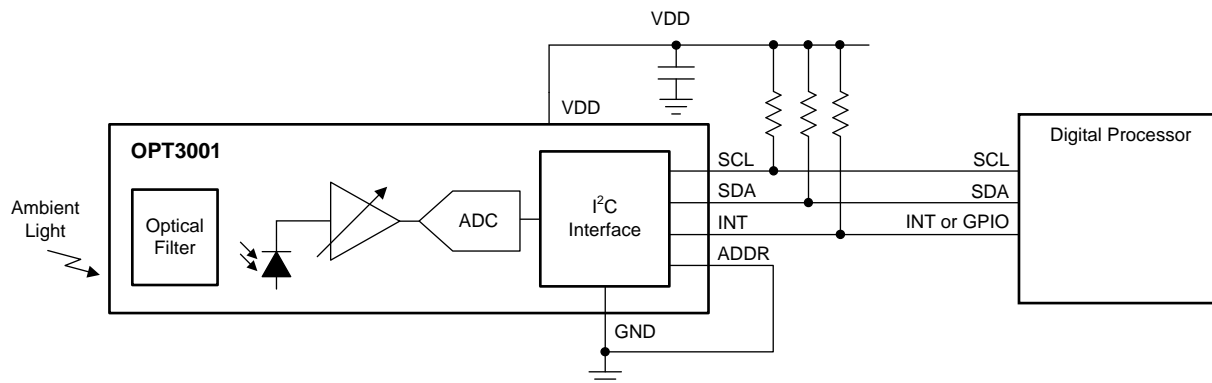 VDD
VDD
OPT3001
Digital Processor
SCL
SCL
SDA
SDA
Ambient
Light
Optical
Filter
ADC
I²C
Interface
INT
INT or GPIO
ADDR
GND